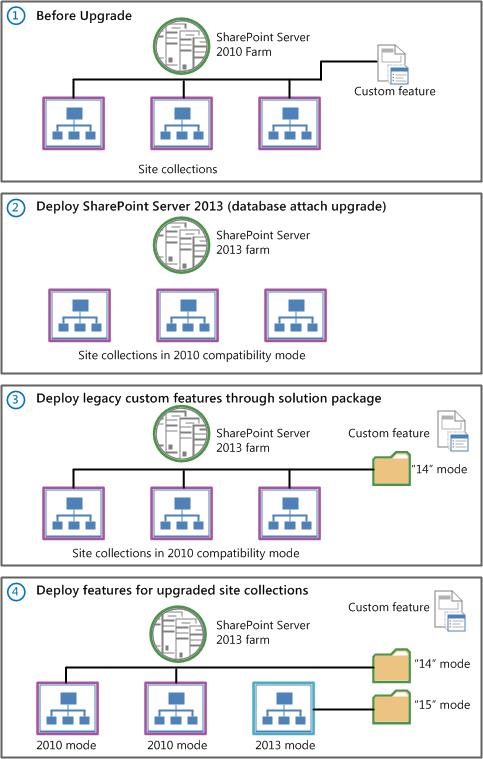 1 Before Upgrade
SharePoint Server
2010 Farm
Custom feature
Site collections
2 Deploy SharePoint Server 2013 (database attach upgrade)
SharePoint Server
2013 farm
Site collections in 2010 compatibility mode
3 Deploy legacy custom features through solution package
SharePoint Server
2013 farm
Custom feature
"14" mode
Site collections in 2010 compatibility mode
4 Deploy features for upgraded site collections
SharePoint Server
2013 farm
Custom feature
"14" mode
"15" mode
2010 mode
2010 mode
2013 mode